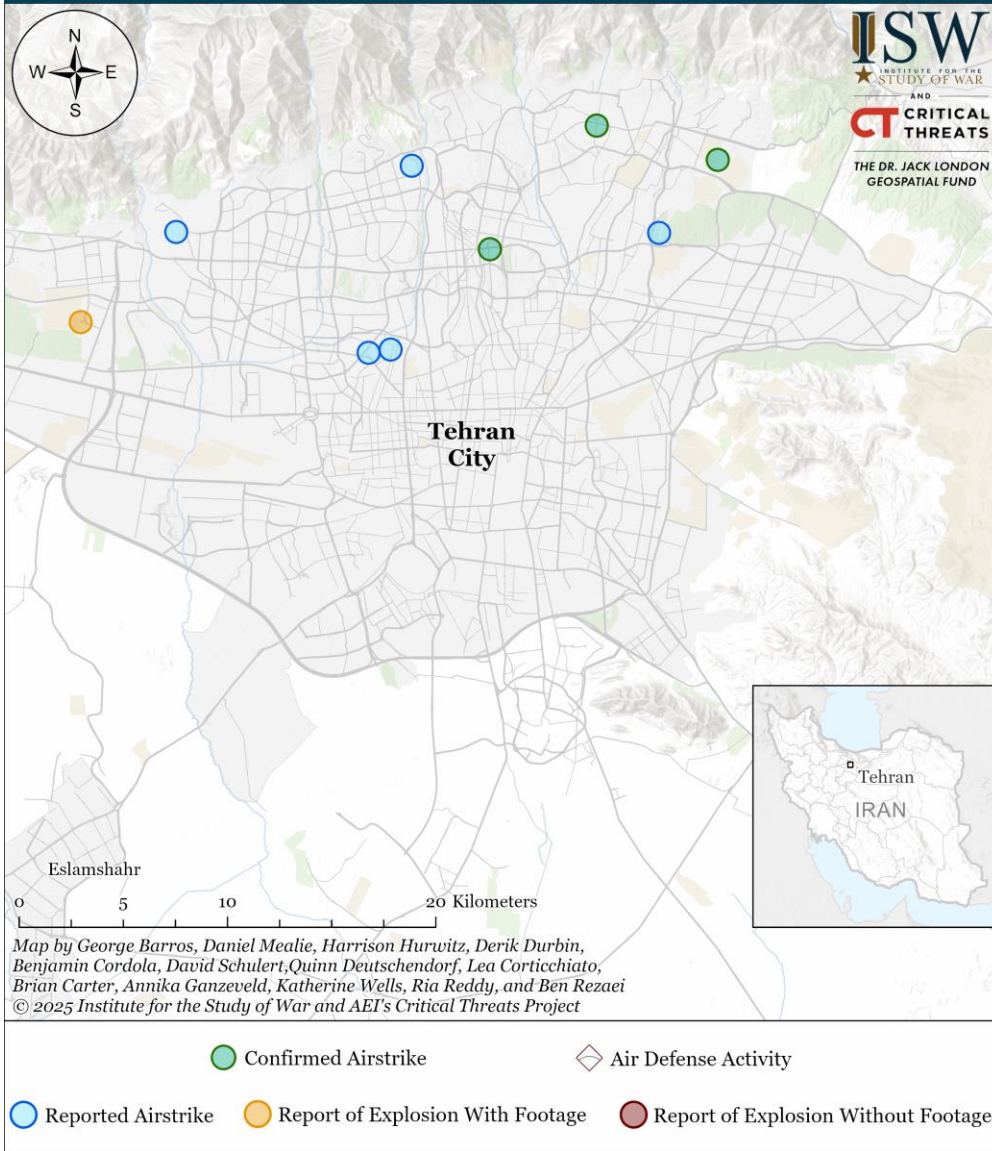 N
W E
S
ISW
INSTITUTE FOR THE
STUDY OF WAR
AND
CT CRITICAL
THREATS
THE DR. JACK LONDON
GEOSPATIAL FUND
Tehran
City
Tehran
IRAN
Eslamshahr
0 5 10 20 Kilometers
Map by George Barros, Daniel Mealie, Harrison Hurwitz, Derik Durbin,
Benjamin Cordola, David Schulert,Quinn Deutschendorf, Lea Corticchiato,
Brian Carter, Annika Ganzeveld, Katherine Wells, Ria Reddy, and Ben Rezaei
© 2025 Institute for the Study of War and AEI's Critical Threats Project
Confirmed Airstrike Air Defense Activity
Reported Airstrike Report of Explosion With Footage Report of Explosion Without Footage